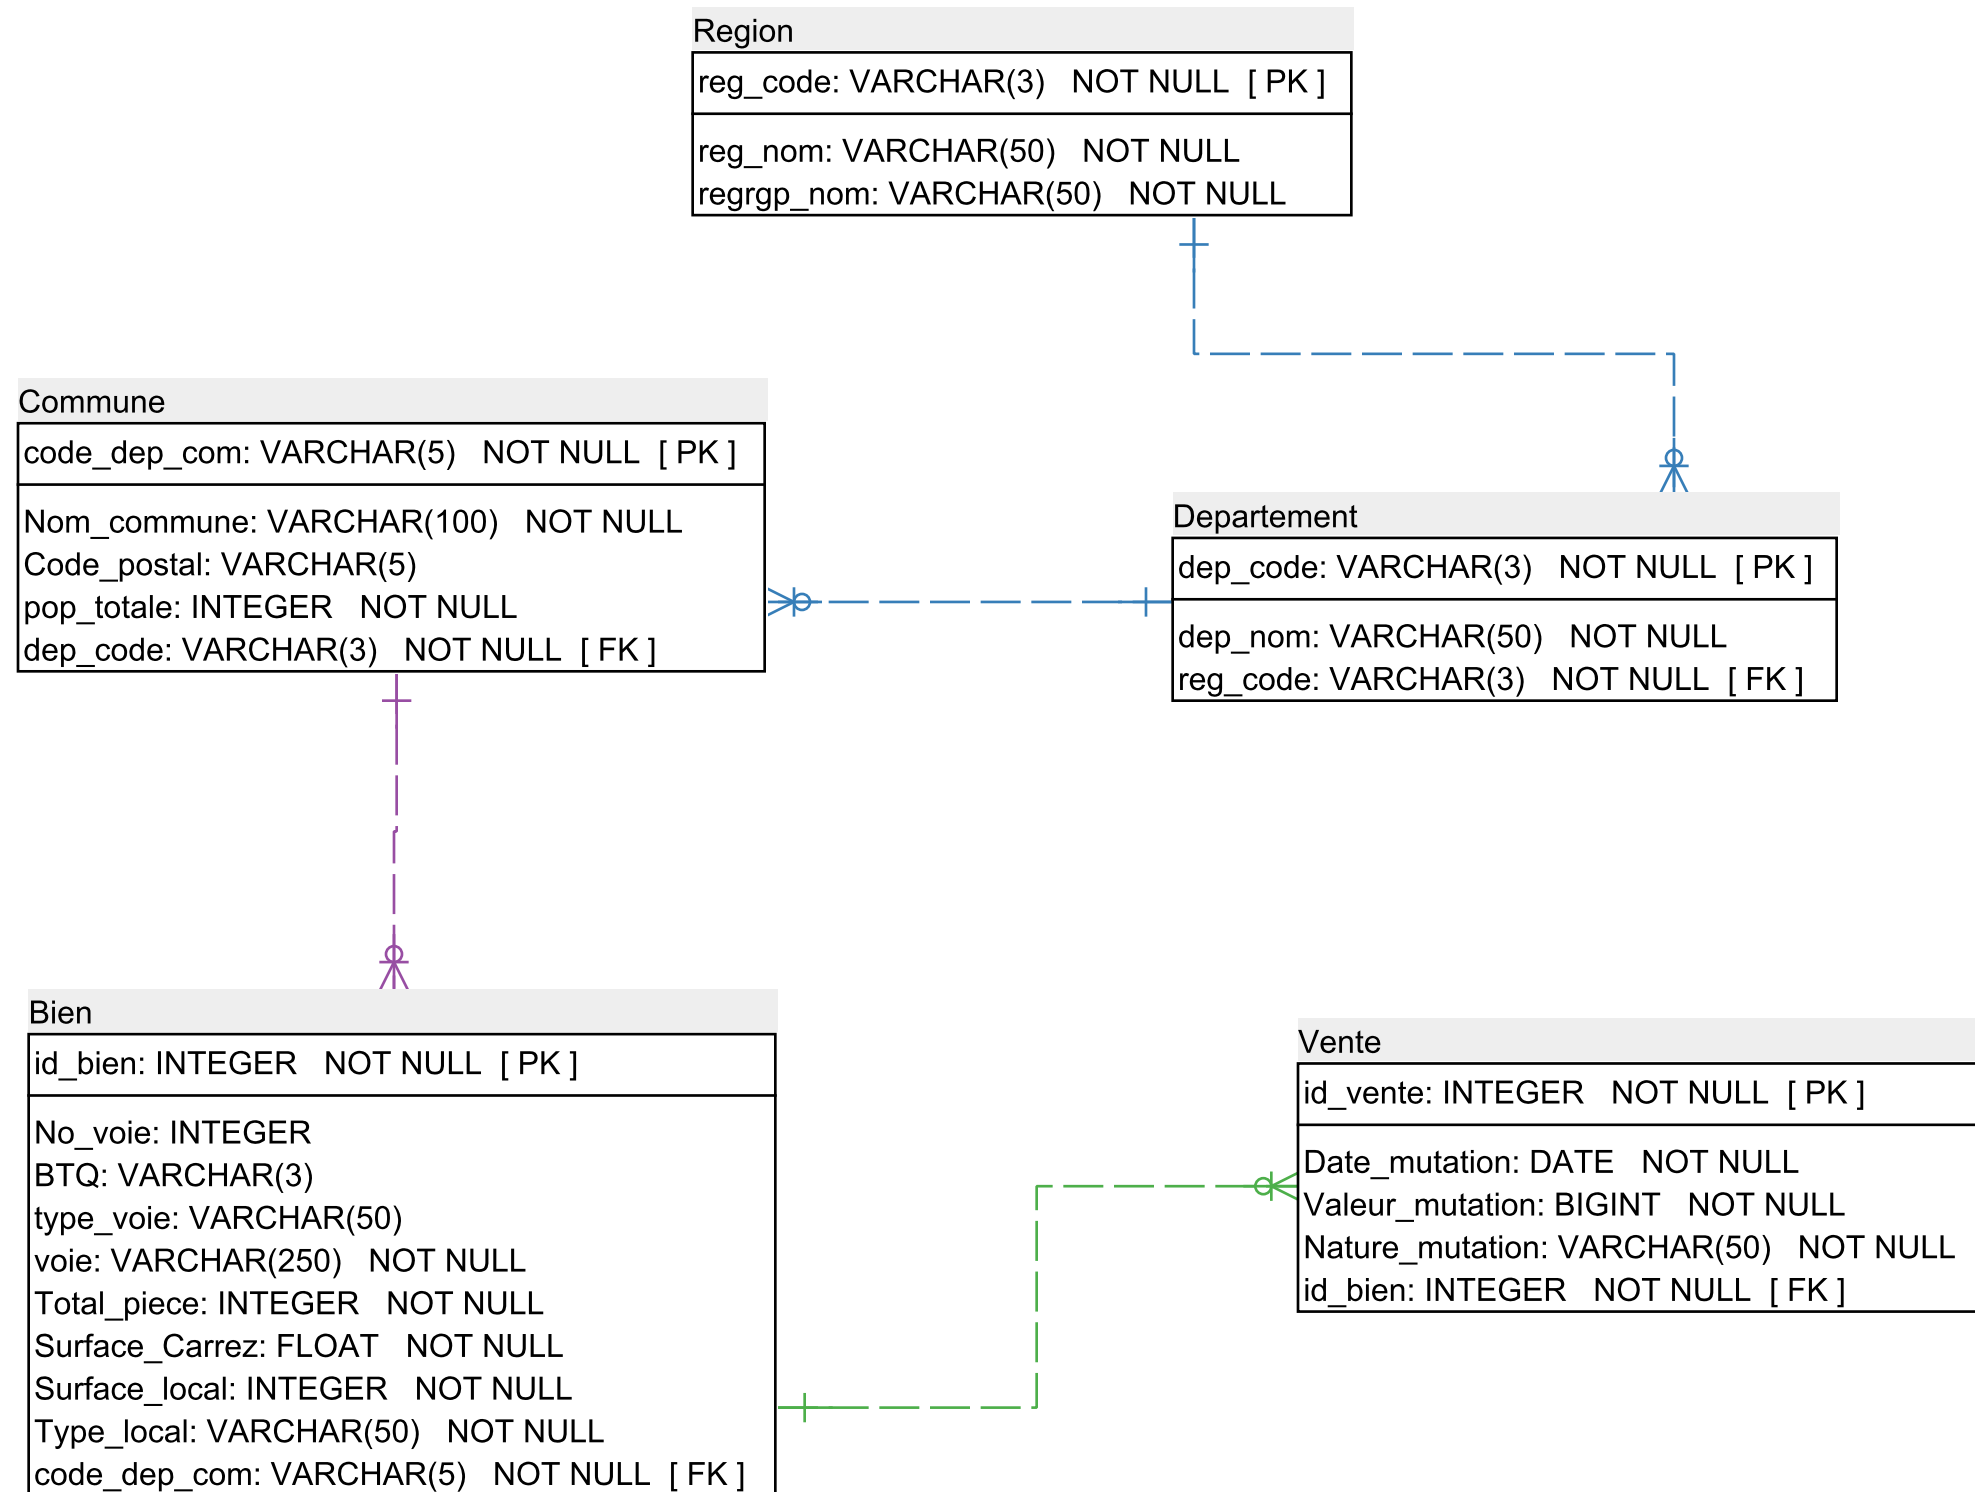 Region
reg_code: VARCHAR(3) NOT NULL [ PK ]
reg_nom: VARCHAR(50) NOT NULL
regrgp_nom: VARCHAR(50) NOT NULL
Commune
code_dep_com: VARCHAR(5) NOT NULL [ PK ]
Nom_commune: VARCHAR(100) NOT NULL
Code_postal: VARCHAR(5)
pop_totale: INTEGER NOT NULL
dep_code: VARCHAR(3) NOT NULL [ FK ]
Departement
dep_code: VARCHAR(3) NOT NULL [ PK ]
dep_nom: VARCHAR(50) NOT NULL
reg_code: VARCHAR(3) NOT NULL [ FK ]
Bien
id_bien: INTEGER NOT NULL [ PK ]
No_voie: INTEGER
BTQ: VARCHAR(3)
type_voie: VARCHAR(50)
voie: VARCHAR(250) NOT NULL
Total_piece: INTEGER NOT NULL
Surface_Carrez: FLOAT NOT NULL
Surface_local: INTEGER NOT NULL
Type_local: VARCHAR(50) NOT NULL
code_dep_com: VARCHAR(5) NOT NULL [ FK ]
Vente
id_vente: INTEGER NOT NULL [ PK ]
Date_mutation: DATE NOT NULL
Valeur_mutation: BIGINT NOT NULL
Nature_mutation: VARCHAR(50) NOT NULL
id_bien: INTEGER NOT NULL [ FK ]